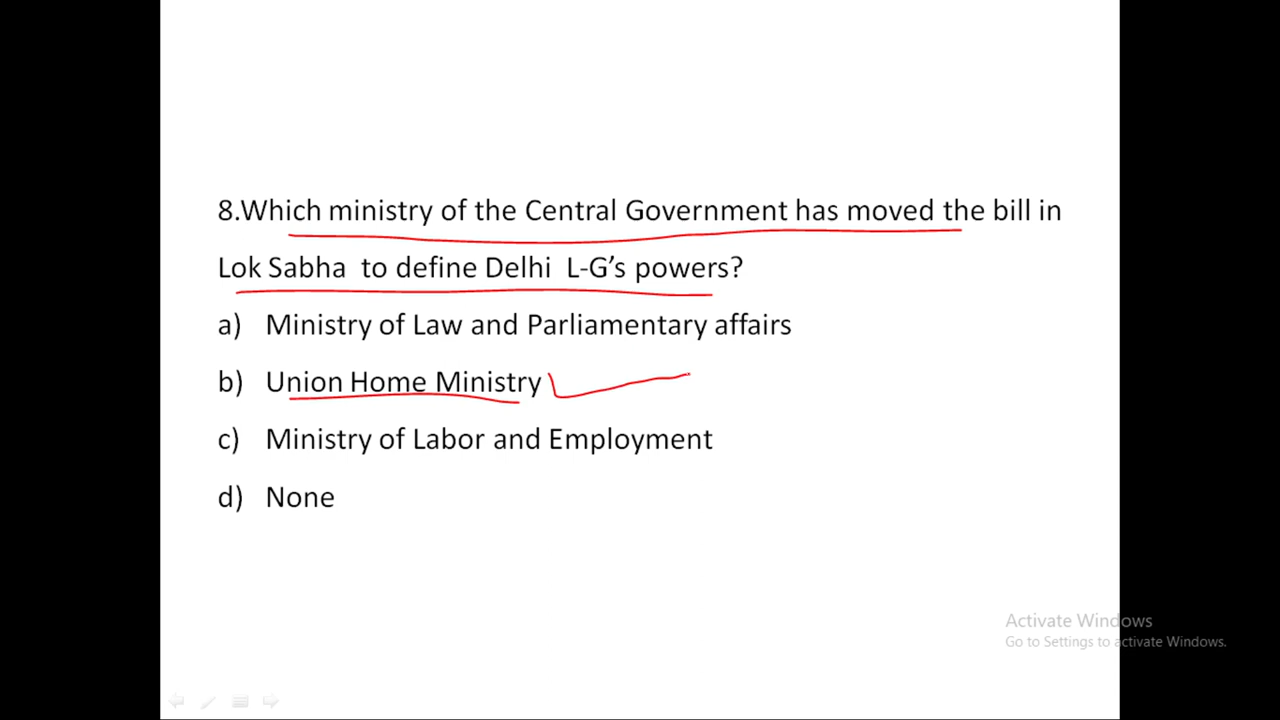 8.Which ministry of the Central Government has moved the bill in
Lok Sabha to define Delhi L-G’s powers?
a) Ministry of Law and Parliamentary affairs
b) Union Home Ministry
c) Ministry of Labor and Employment
d) None
Activate Windows
Go to Settings to activate Windows.